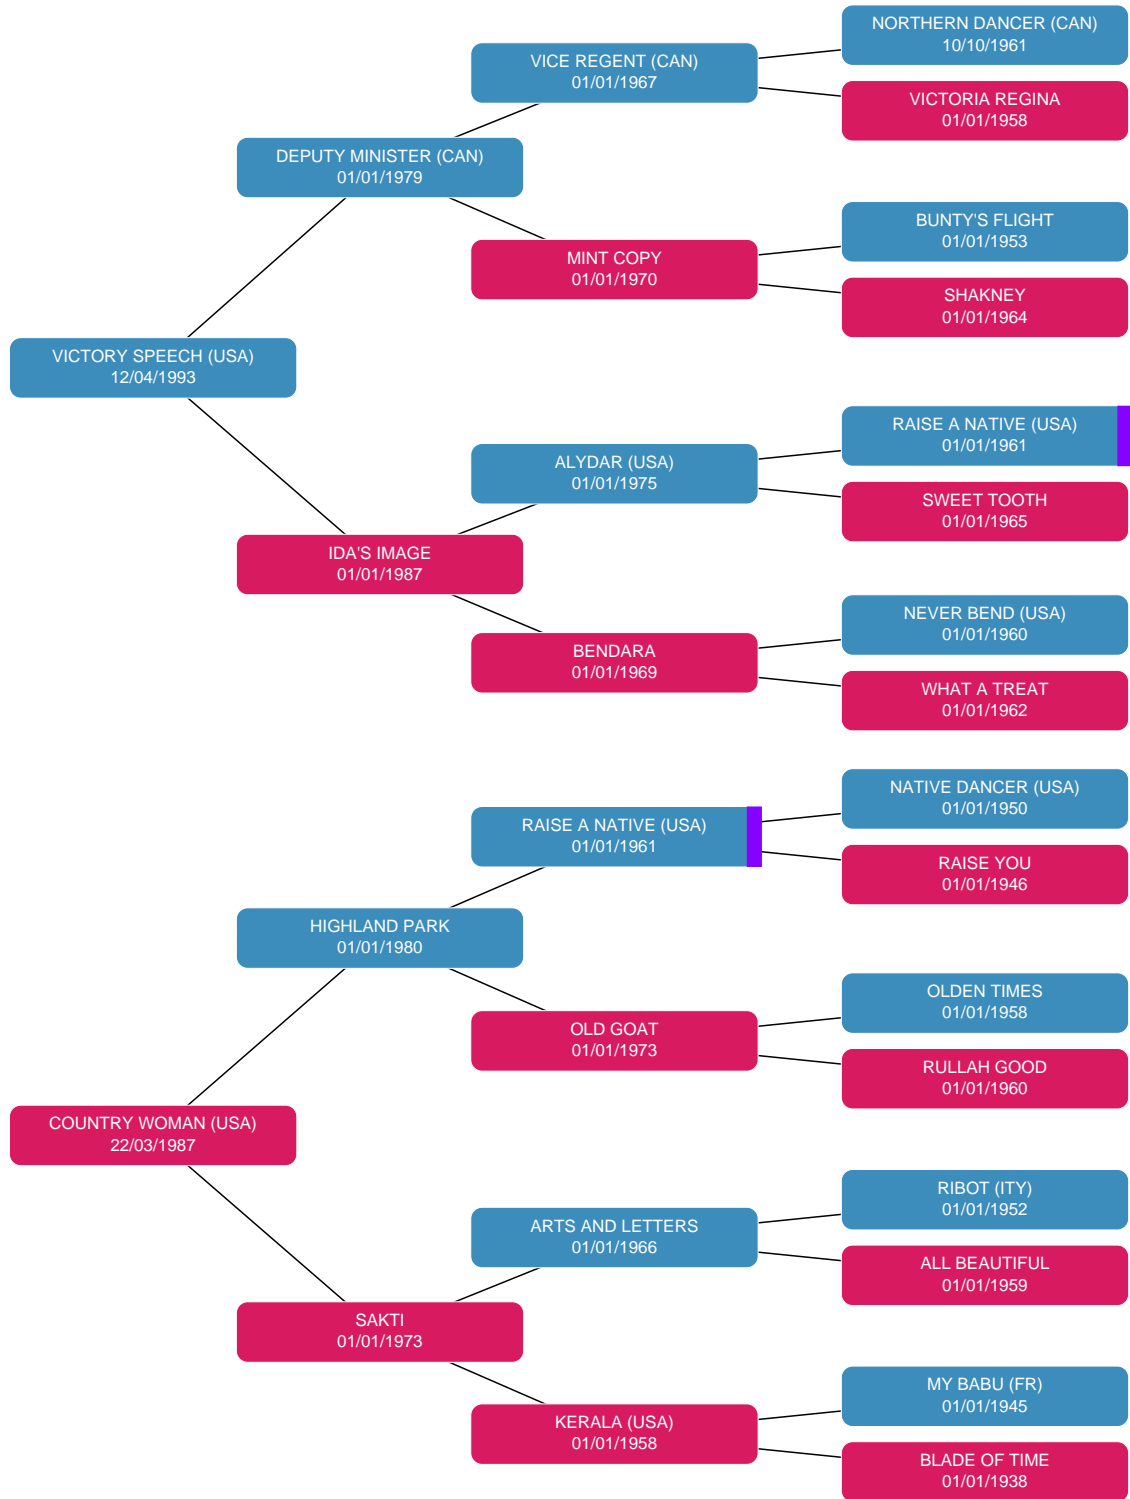 NORTHERN DANCER (CAN)
10/10/1961
VICE REGENT (CAN)
01/01/1967
VICTORIA REGINA
01/01/1958
DEPUTY MINISTER (CAN)
01/01/1979
BUNTY'S FLIGHT
01/01/1953
MINT COPY
01/01/1970
SHAKNEY
01/01/1964
VICTORY SPEECH (USA)
12/04/1993
RAISE A NATIVE (USA)
01/01/1961
ALYDAR (USA)
01/01/1975
SWEET TOOTH
01/01/1965
IDA'S IMAGE
01/01/1987
NEVER BEND (USA)
01/01/1960
BENDARA
01/01/1969
WHAT A TREAT
01/01/1962
NATIVE DANCER (USA)
01/01/1950
RAISE A NATIVE (USA)
01/01/1961
RAISE YOU
01/01/1946
HIGHLAND PARK
01/01/1980
OLDEN TIMES
01/01/1958
OLD GOAT
01/01/1973
RULLAH GOOD
01/01/1960
COUNTRY WOMAN (USA)
22/03/1987
RIBOT (ITY)
01/01/1952
ARTS AND LETTERS
01/01/1966
ALL BEAUTIFUL
01/01/1959
SAKTI
01/01/1973
MY BABU (FR)
01/01/1945
KERALA (USA)
01/01/1958
BLADE OF TIME
01/01/1938